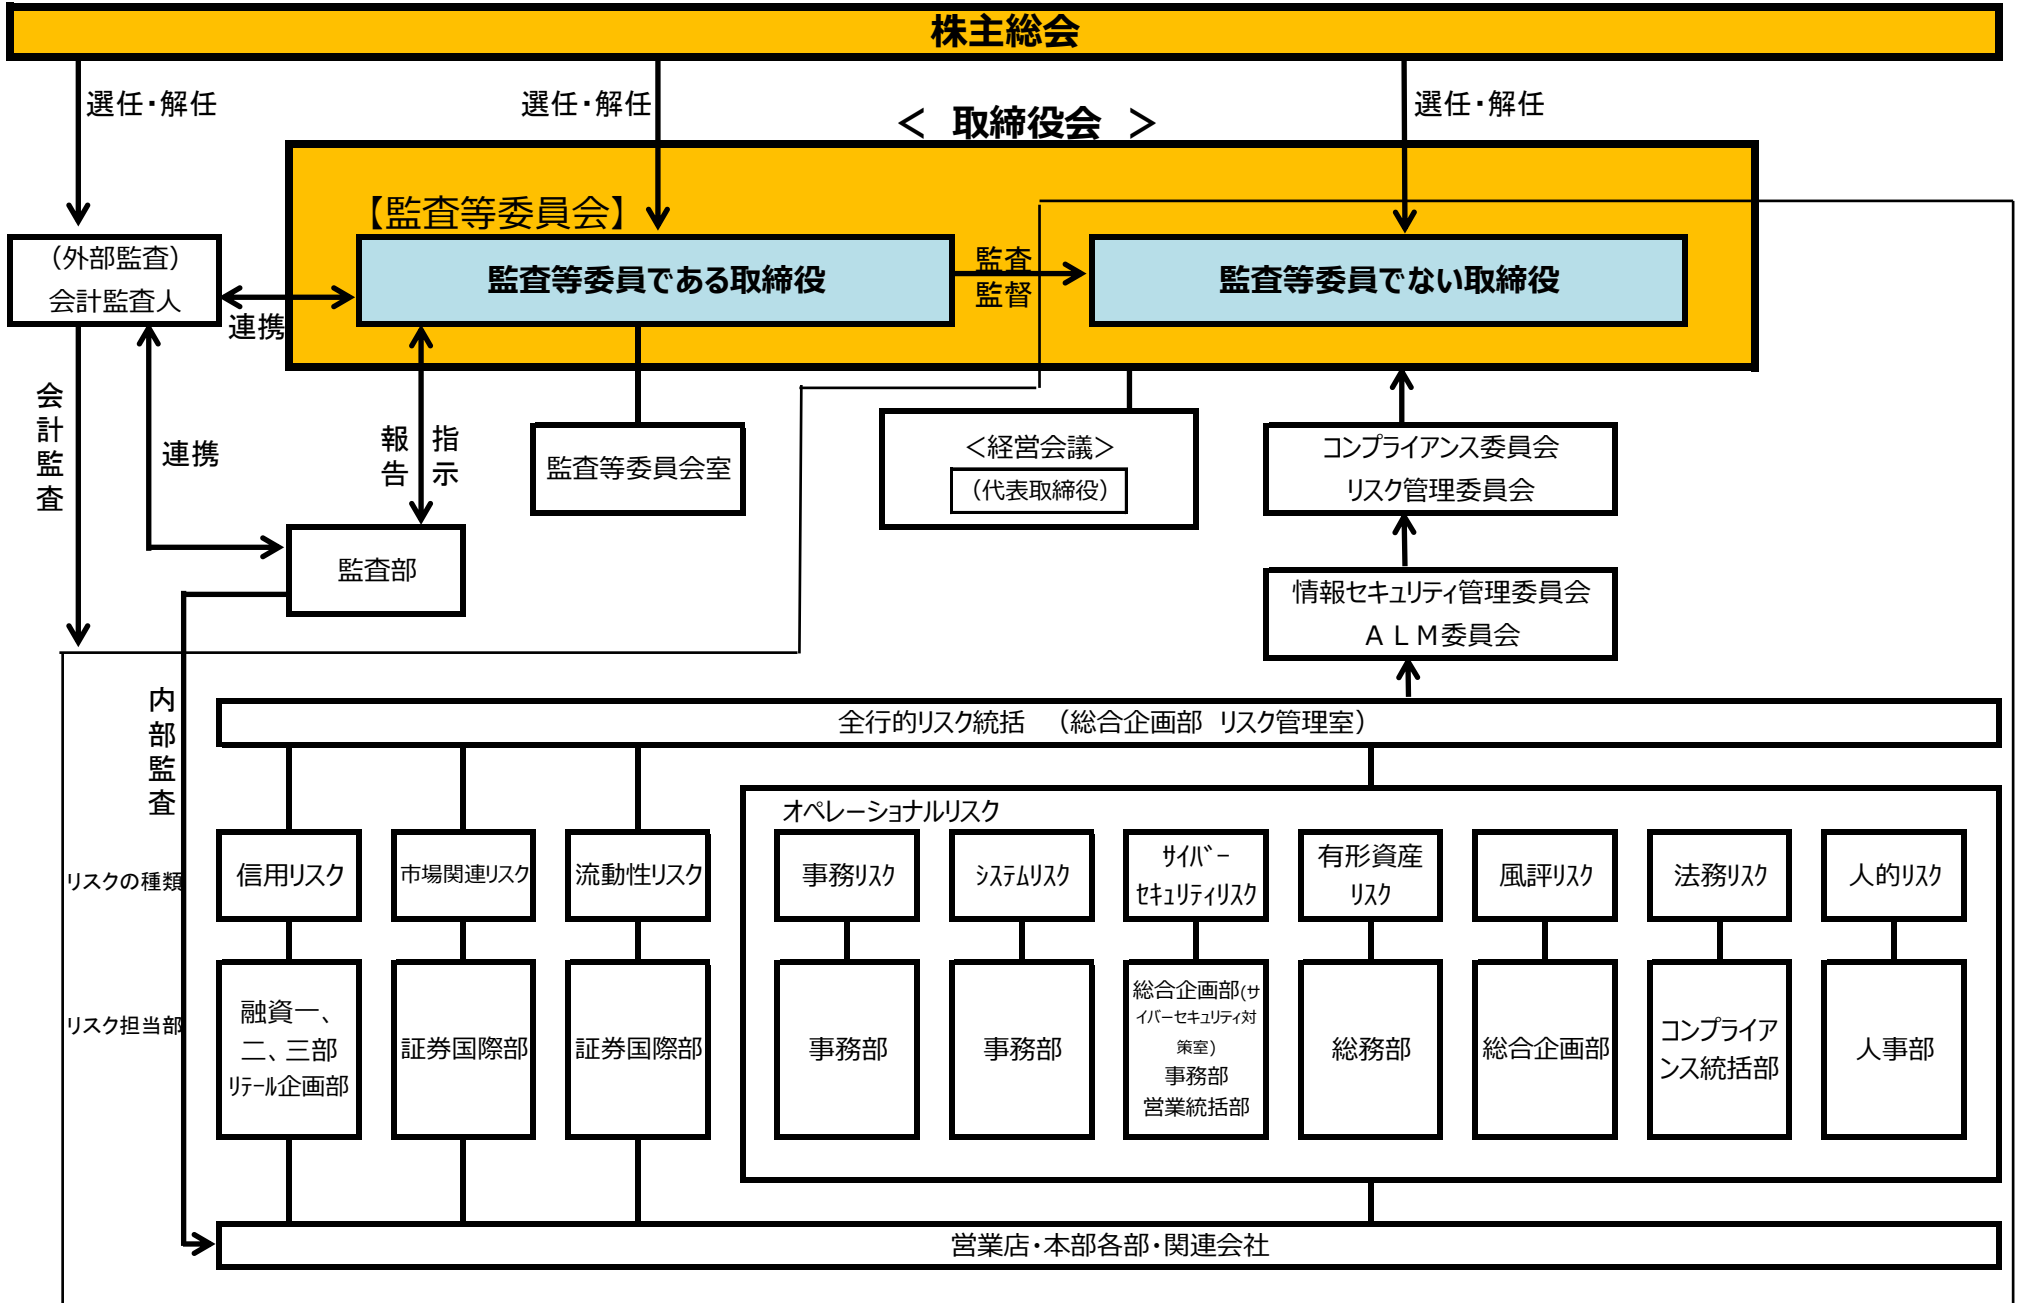 株主総会
選任・解任
選任・解任
選任・解任
＜ 取締役会 ＞
【監査等委員会】
（外部監査）
会計監査人
監査等委員である取締役
監査
監督
監査等委員でない取締役
連携
会計監査
連携
報告
指示
監査等委員会室
＜経営会議＞
（代表取締役）
コンプライアンス委員会
リスク管理委員会
監査部
情報セキュリティ管理委員会
ＡＬＭ委員会
内部監査
全行的リスク統括 （総合企画部 リスク管理室）
オペレーショナルリスク
リスクの種類
信用リスク
市場関連リスク
流動性リスク
事務リスク
システムリスク
サイバー
セキュリティリスク
有形資産
リスク
風評リスク
法務リスク
人的リスク
リスク担当部
融資一、
二、三部
リテール企画部
証券国際部
証券国際部
事務部
事務部
総合企画部(サ
イバーセキュリティ対
策室)
事務部
営業統括部
総務部
総合企画部
コンプライア
ンス統括部
人事部
営業店・本部各部・関連会社